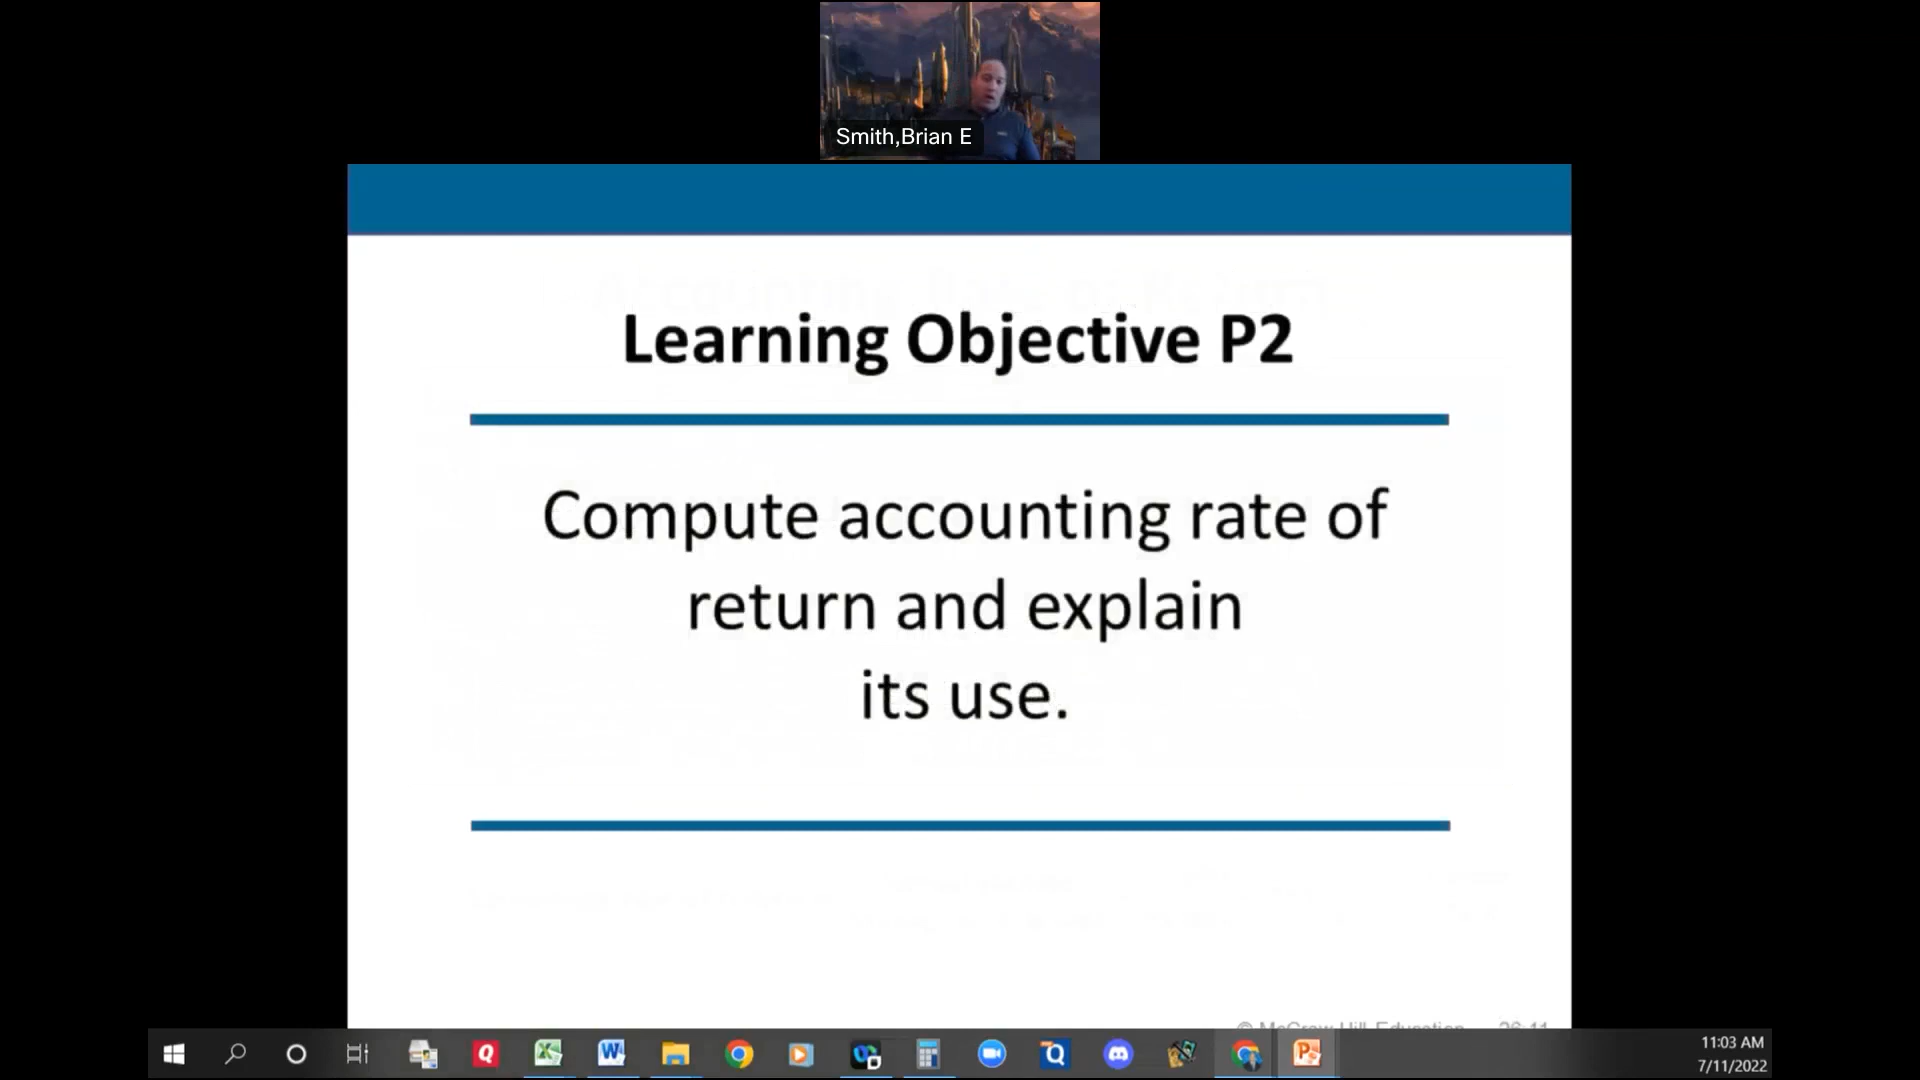 Smith,Brian E
Learning Objective P2
Compute accounting rate of
return and explain
its use.
11:03 AM
7/11/2022